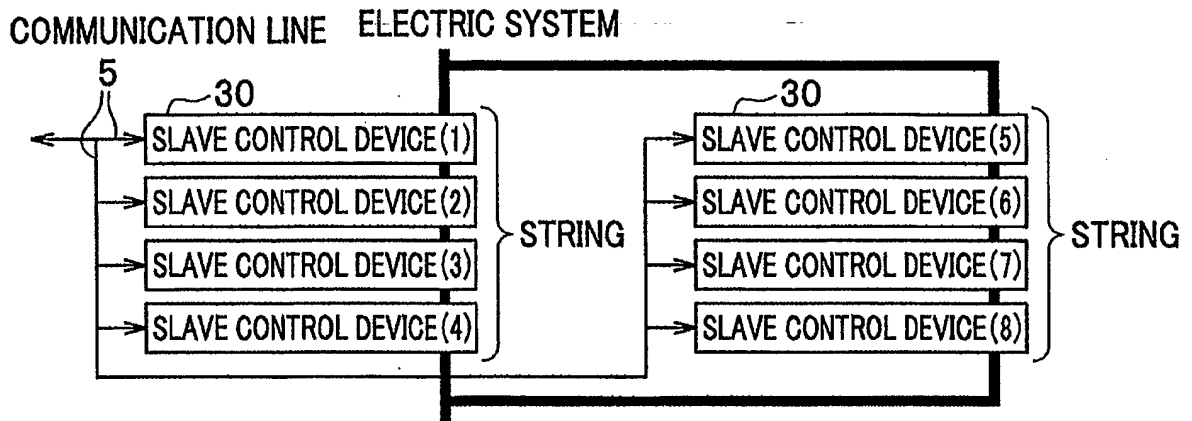 COMMUNICATION LINE
ELECTRIC SYSTEM
5
30
SLAVE CONTROL DEVICE(1)
SLAVE CONTROL DEVICE(2)
SLAVE CONTROL DEVICE(3)
SLAVE CONTROL DEVICE(4)
STRING
30
SLAVE CONTROL DEVICE(5)
SLAVE CONTROL DEVICE(6)
SLAVE CONTROL DEVICE(7)
SLAVE CONTROL DEVICE(8)
STRING